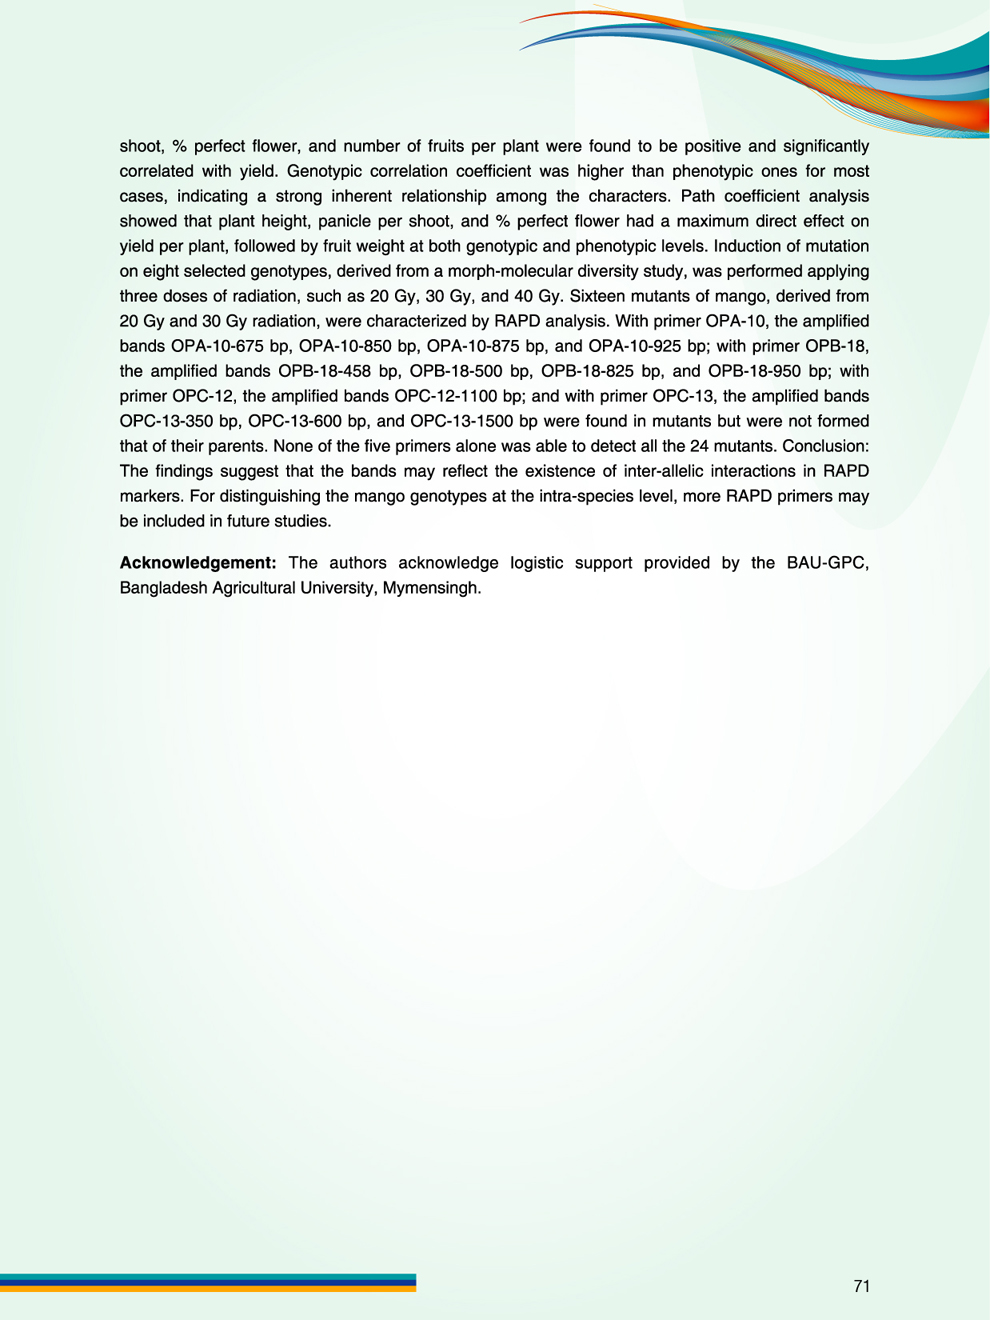 shoot, % perfect flower, and number of fruits per plant were found to be positive and significantly
correlated with yield. Genotypic correlation coefficient was higher than phenotypic ones for most
cases, indicating a strong inherent relationship among the characters. Path coefficient analysis
showed that plant height, panicle per shoot, and % perfect flower had a maximum direct effect on
yield per plant, followed by fruit weight at both genotypic and phenotypic levels. Induction of mutation
on eight selected genotypes, derived from a morph-molecular diversity study, was performed applying
three doses of radiation, such as 20 Gy, 30 Gy, and 40 Gy. Sixteen mutants of mango, derived from
20 Gy and 30 Gy radiation, were characterized by RAPD analysis. With primer OPA-10, the amplified
bands OPA-10-675 bp, OPA-10-850 bp, OPA-10-875 bp, and OPA-10-925 bp; with primer OPB-18,
the amplified bands OPB-18-458 bp, OPB-18-500 bp, OPB-18-825 bp, and OPB-18-950 bp; with
primer OPC-12, the amplified bands OPC-12-1100 bp; and with primer OPC-13, the amplified bands
OPC-13-350 bp, OPC-13-600 bp, and OPC-13-1500 bp were found in mutants but were not formed
that of their parents. None of the five primers alone was able to detect all the 24 mutants. Conclusion:
The findings suggest that the bands may reflect the existence of inter-allelic interactions in RAPD
markers. For distinguishing the mango genotypes at the intra-species level, more RAPD primers may
be included in future studies.
Acknowledgement: The authors acknowledge logistic support provided by the BAU-GPC,
Bangladesh Agricultural University, Mymensingh.
71